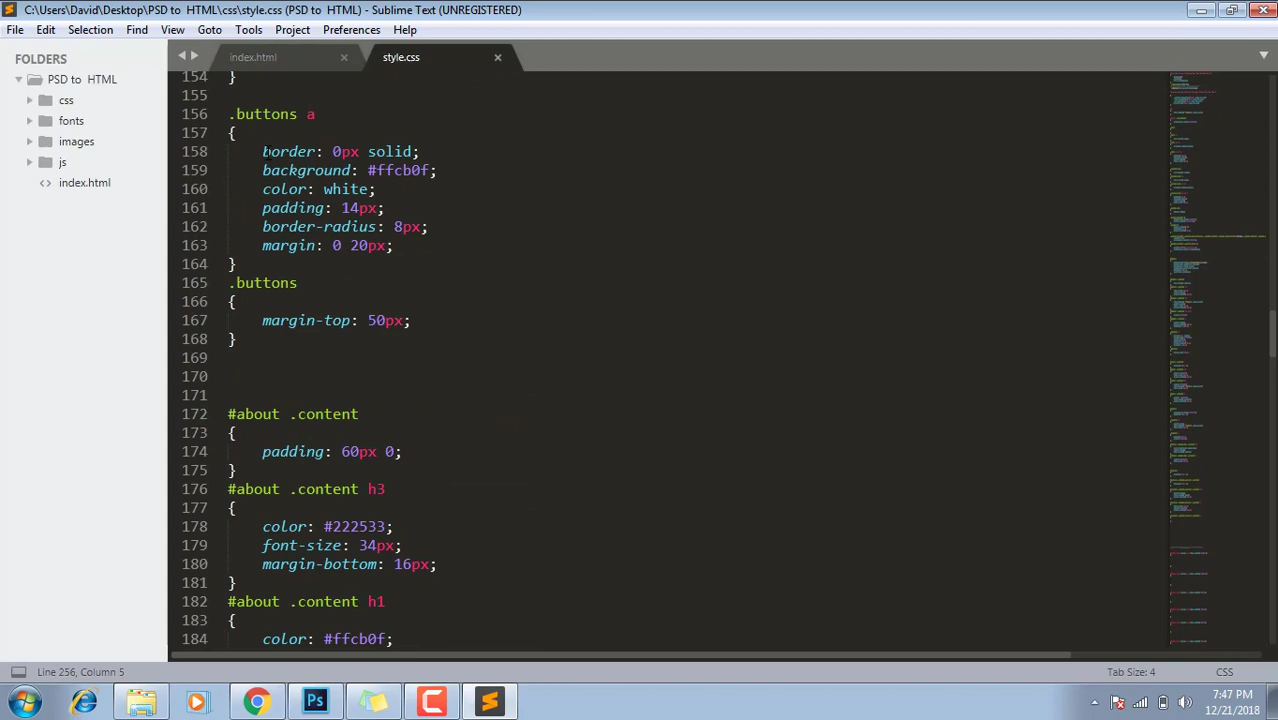 C:\Users\David\Desktop\PSD to HTML\css\style.css (PSD to HTML) - Sublime Text (UNREGISTERED)
File Edit Selection Find View Goto Tools Project Preferences Help
FOLDERS
PSD to HTML
css
fonts
images
js
index.html
index.html
style.css
154 }
155
156 .buttons a
157 {
158 border: 0px solid;
159 background: #ffcb0f;
160 color: white;
161 padding: 14px;
162 border-radius: 8px;
163 margin: 0 20px;
164 }
165 .buttons
166 {
167 margin-top: 50px;
168 }
169
170
171
172 #about .content
173 {
174 padding: 60px 0;
175 }
176 #about .content h3
177 {
178 color: #222533;
179 font-size: 34px;
180 margin-bottom: 16px;
181 }
182 #about .content h1
183 {
184 color: #ffcb0f;
Line 256, Column 5
Tab Size: 4
CSS
Ps
7:47 PM
12/21/2018